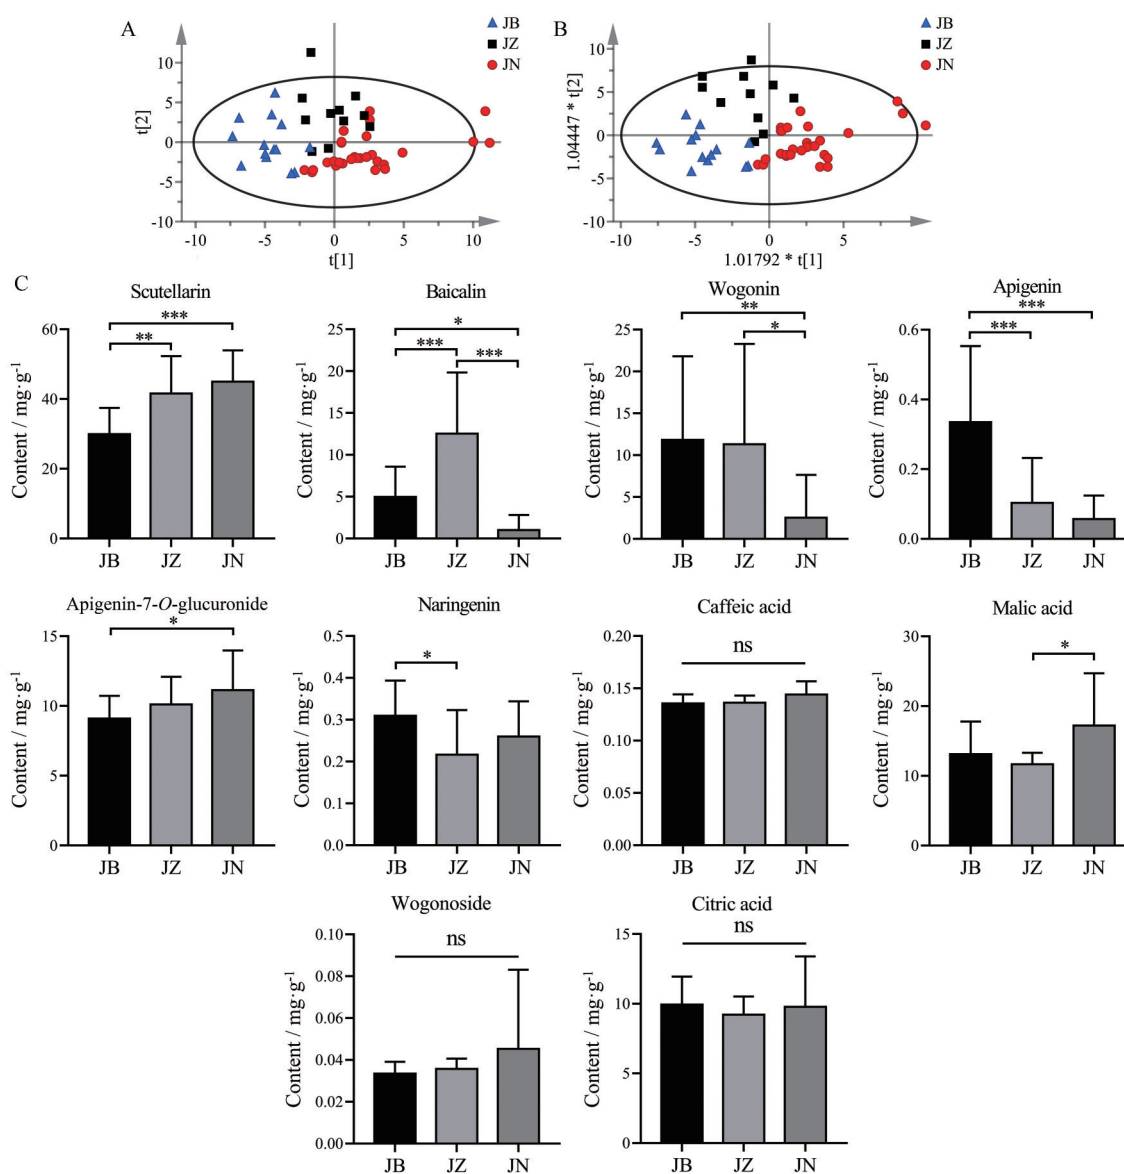 A
JB
JZ
JN
t[2]
10
5
0
-5
-10
-10
-5
0
5
10
t[1]
B
JB
JZ
JN
1.04447 * t[2]
10
5
0
-5
-10
-10
-5
0
5
1.01792 * t[1]
C
Scutellarin
***
**
Content / mg·g⁻¹
60
40
20
0
JB JZ JN
Baicalin
*
*** ***
Content / mg·g⁻¹
25
20
15
10
5
0
JB JZ JN
Wogonin
**
*
Content / mg·g⁻¹
25
20
15
10
5
0
JB JZ JN
Apigenin
***
***
Content / mg·g⁻¹
0.6
0.4
0.2
0.0
JB JZ JN
Apigenin-7-O-glucuronide
*
Content / mg·g⁻¹
15
10
5
0
JB JZ JN
Naringenin
*
Content / mg·g⁻¹
0.5
0.4
0.3
0.2
0.1
0.0
JB JZ JN
Caffeic acid
ns
Content / mg·g⁻¹
0.20
0.15
0.10
0.05
0.00
JB JZ JN
Malic acid
*
Content / mg·g⁻¹
30
20
10
0
JB JZ JN
Wogonoside
ns
Content / mg·g⁻¹
0.10
0.08
0.06
0.04
0.02
0.00
JB JZ JN
Citric acid
ns
Content / mg·g⁻¹
15
10
5
0
JB JZ JN